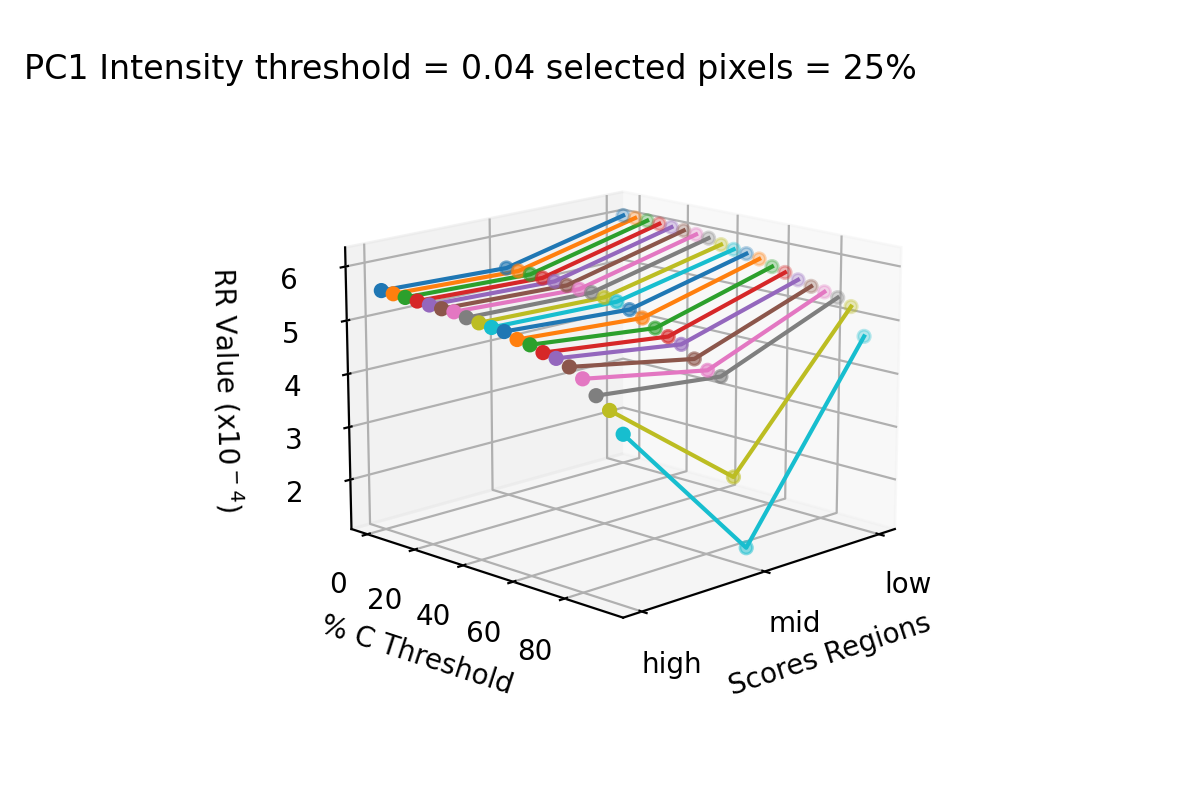 PC1 Intensity threshold = 0.04 selected pixels = 25%
RR Value (x10⁻⁴)
6
5
4
3
2
0
20
40
60
80
% C Threshold
high
mid
low
Scores Regions